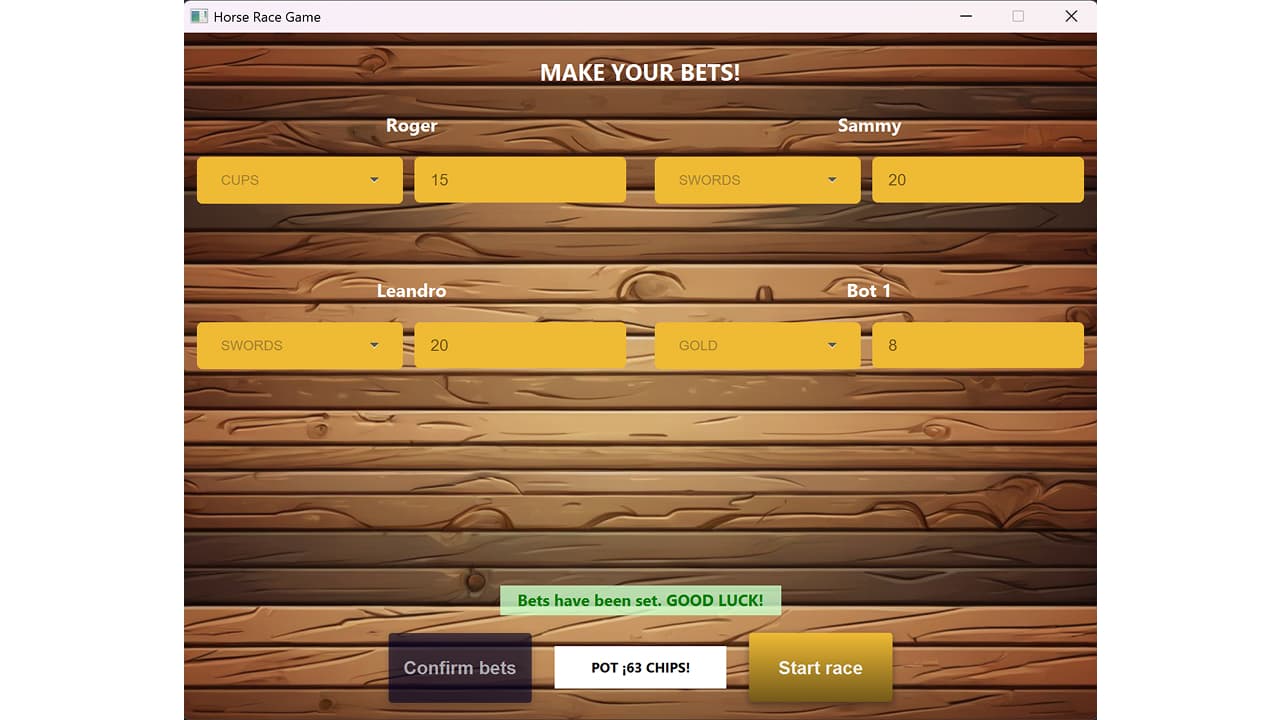 Horse Race Game
MAKE YOUR BETS!
Roger
Sammy
CUPS
15
SWORDS
20
Leandro
Bot 1
SWORDS
20
GOLD
8
Bets have been set. GOOD LUCK!
Confirm bets
POT ¡63 CHIPS!
Start race